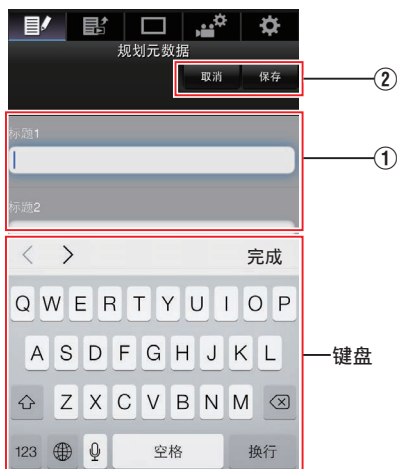 规划元数据
取消 保存
②
标题1
①
标题2
完成
Q W E R T Y U I O P
A S D F G H J K L
键盘
Z X C V B N M
123 空格 换行